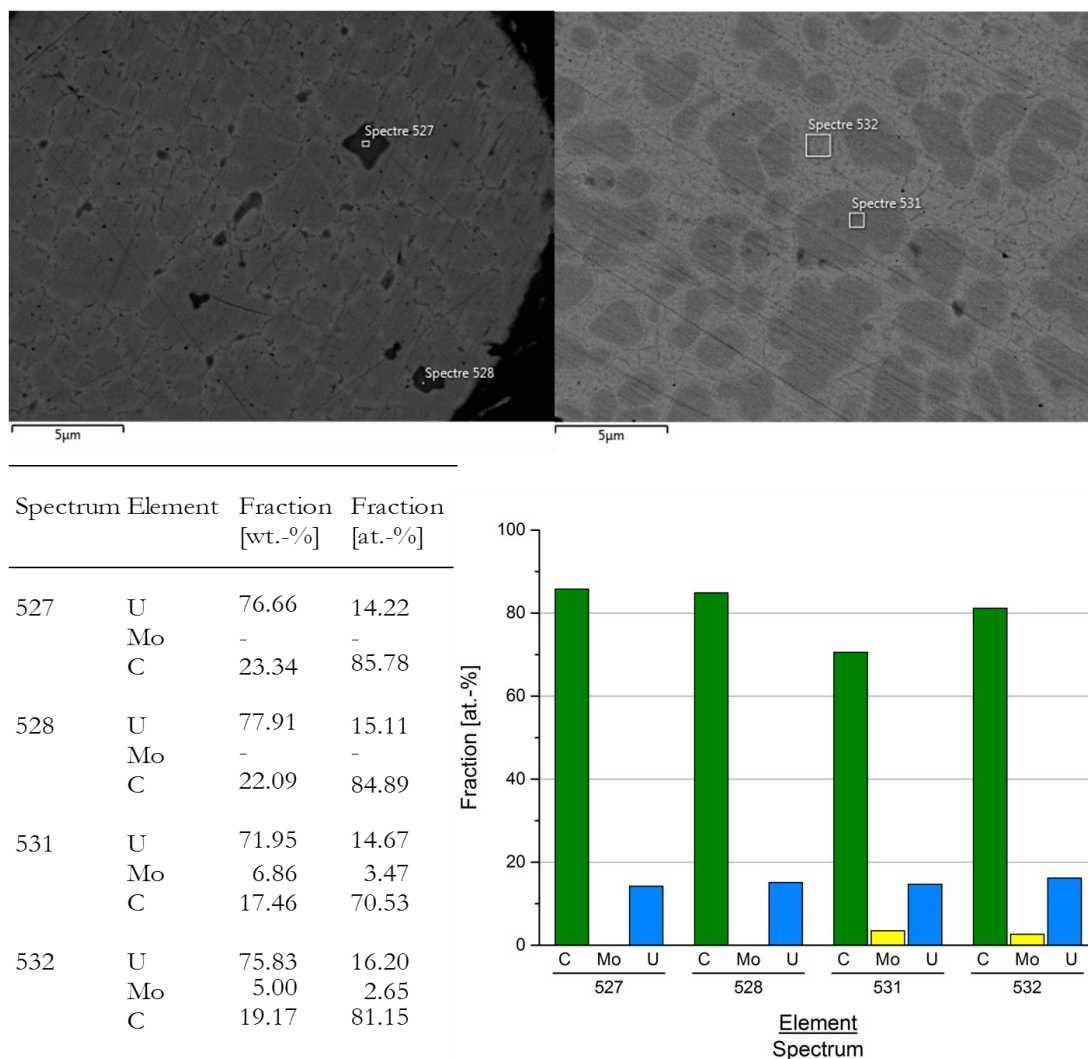 Spectre 527
Spectre 528
5µm
Spectre 532
Spectre 531
5µm
Spectrum Element Fraction Fraction
[wt.-%] [at.-%]
527 U 76.66 14.22
Mo - -
C 23.34 85.78
528 U 77.91 15.11
Mo - -
C 22.09 84.89
531 U 71.95 14.67
Mo 6.86 3.47
C 17.46 70.53
532 U 75.83 16.20
Mo 5.00 2.65
C 19.17 81.15
Fraction [at.-%]
100
80
60
40
20
0
C Mo U C Mo U C Mo U C Mo U
527 528 531 532
Element
Spectrum